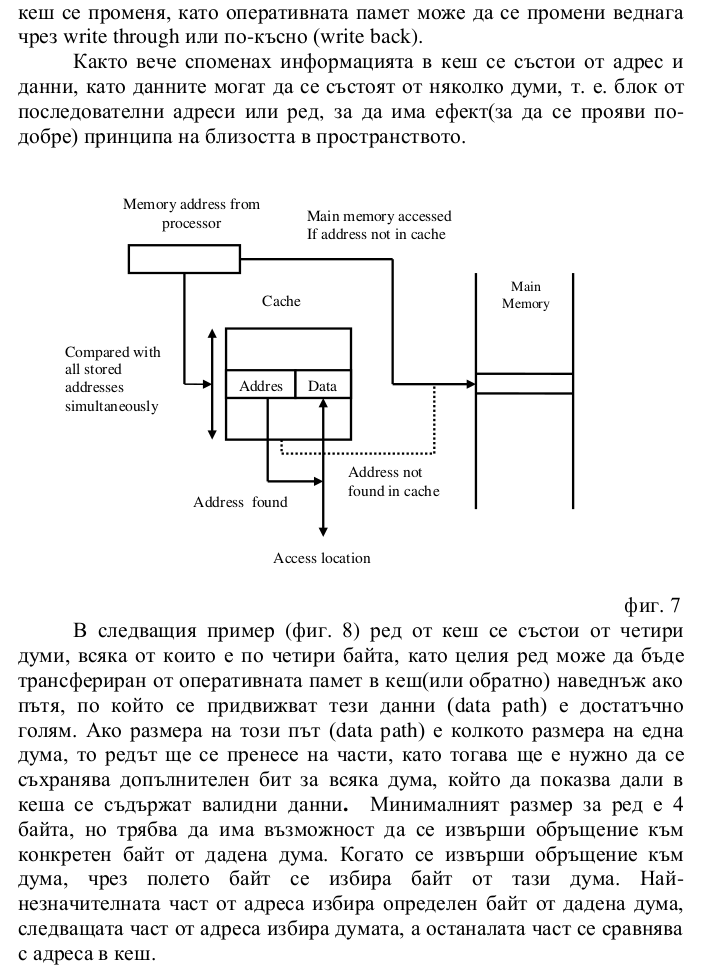 кеш се променя, като оперативната памет може да се промени веднага
чрез write through или по-късно (write back).
Както вече споменах информацията в кеш се състои от адрес и
данни, като данните могат да се състоят от няколко думи, т. е. блок от
последователни адреси или ред, за да има ефект(за да се прояви по-
добре) принципа на близостта в пространството.
Memory address from
processor
Main memory accessed
If address not in cache
Main
Memory
Cache
Compared with
all stored
addresses
simultaneously
Addres
Data
Address not
found in cache
Address found
Access location
фиг. 7
В следващия пример (фиг. 8) ред от кеш се състои от четири
думи, всяка от които е по четири байта, като целия ред може да бъде
трансфериран от оперативната памет в кеш(или обратно) наведнъж ако
пътя, по който се придвижват тези данни (data path) е достатъчно
голям. Ако размера на този път (data path) е колкото размера на една
дума, то редът ще се пренесе на части, като тогава ще е нужно да се
съхранява допълнителен бит за всяка дума, който да показва дали в
кеша се съдържат валидни данни. Минималният размер за ред е 4
байта, но трябва да има възможност да се извърши обръщение към
конкретен байт от дадена дума. Когато се извърши обръщение към
дума, чрез полето байт се избира байт от тази дума. Най-
незначителната част от адреса избира определен байт от дадена дума,
следващата част от адреса избира думата, а останалата част се сравнява
с адреса в кеш.